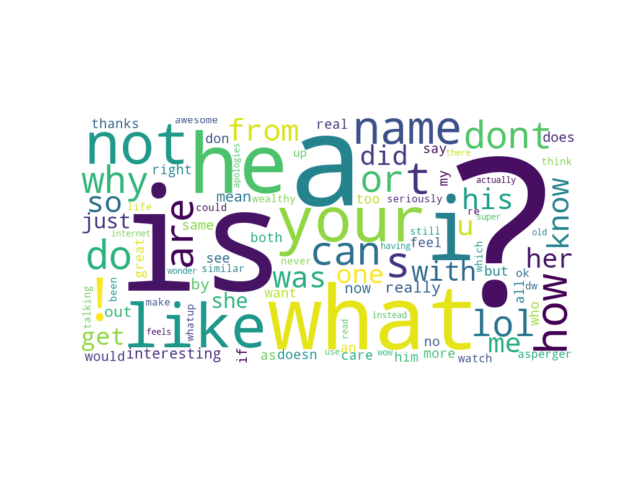 thanks awesome don from real name dont does
not he a did say there think
why right apologies up mean wealthy or t my actually
so could is your too seriously i ? his know
just life are same both can s still u re super old
do great internet see feel with which but her how
! wonder similar never was one having all ok
talking been out by she want now really dw who
get make like what lol me
would interesting feels whatup if as doesn use care an read wow him instead more no watch asperger